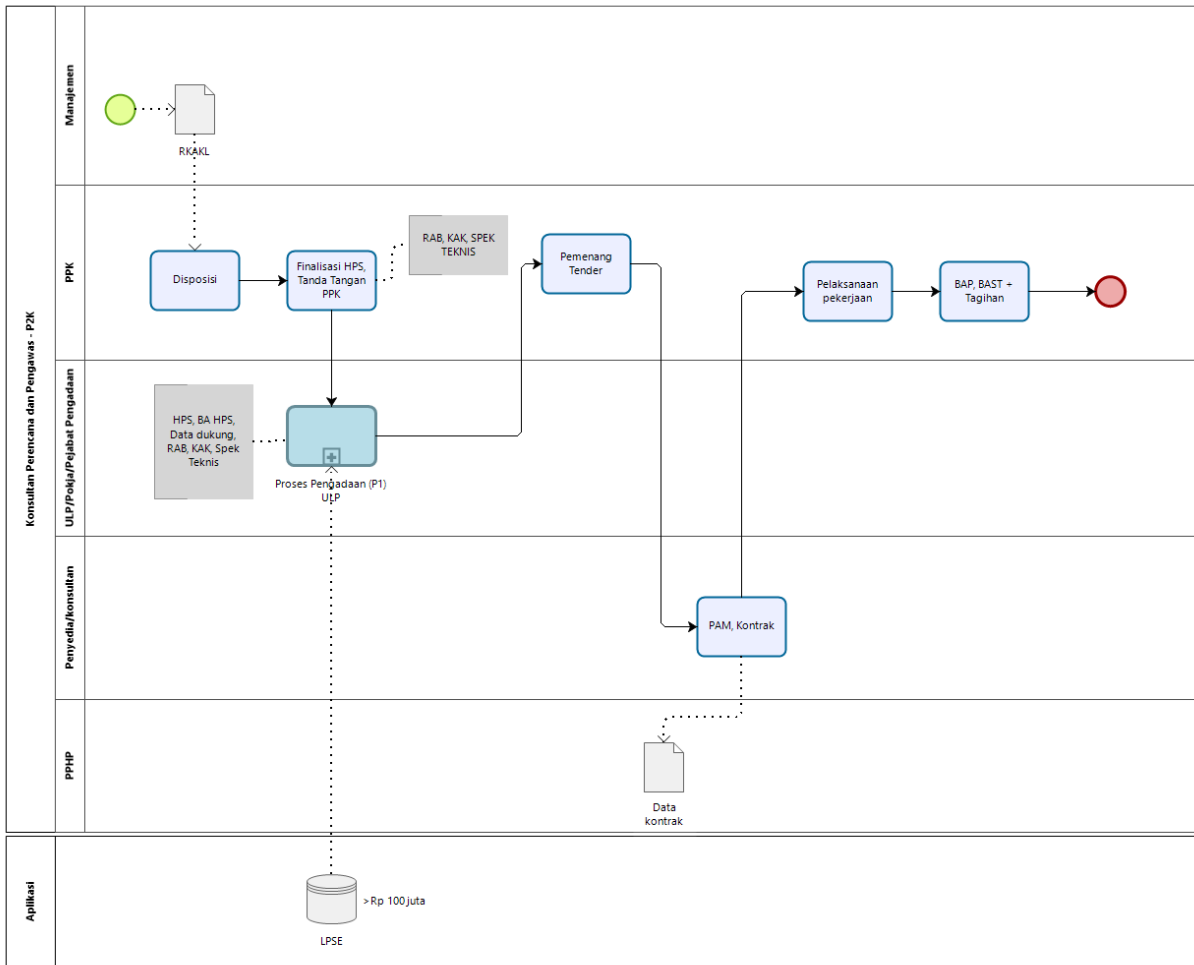 Konsultan Perencana dan Pengawas - P2K
Manajemen
RKAKL
PPK
Disposisi
Finalisasi HPS,
Tanda Tangan
PPK
RAB, KAK, SPEK
TEKNIS
Pemenang
Tender
Pelaksanaan
pekerjaan
BAP, BAST +
Tagihan
ULP/Pokja/Pejabat Pengadaan
HPS, BA HPS,
Data dukung,
RAB, KAK, Spek
Teknis
Proses Pengadaan (P1)
ULP
Penyedia/konsultan
PAM, Kontrak
PPHP
Data
kontrak
Aplikasi
> Rp 100 juta
LPSE